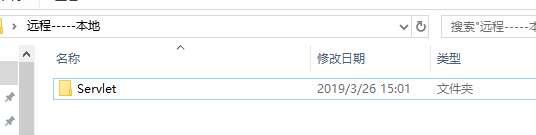 远程-----本地
搜索"远程-----本
名称 修改日期 类型
Servlet 2019/3/26 15:01 文件夹